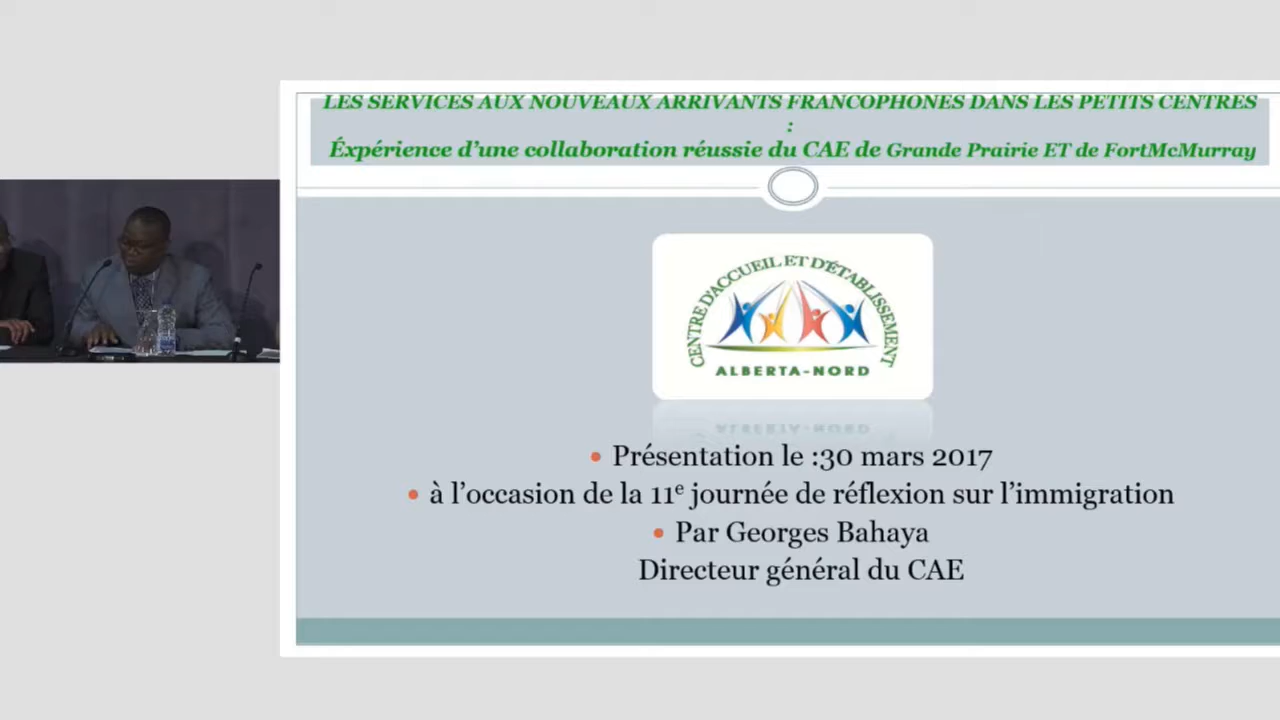 LES SERVICES AUX NOUVEAUX ARRIVANTS FRANCOPHONES DANS LES PETITS CENTRES
:
Éxpérience d'une collaboration réussie du CAE de Grande Prairie ET de FortMcMurray
CENTRE D'ACCUEIL ET D'ÉTABLISSEMENT
ALBERTA-NORD
• Présentation le :30 mars 2017
• à l'occasion de la 11e journée de réflexion sur l'immigration
• Par Georges Bahaya
Directeur général du CAE